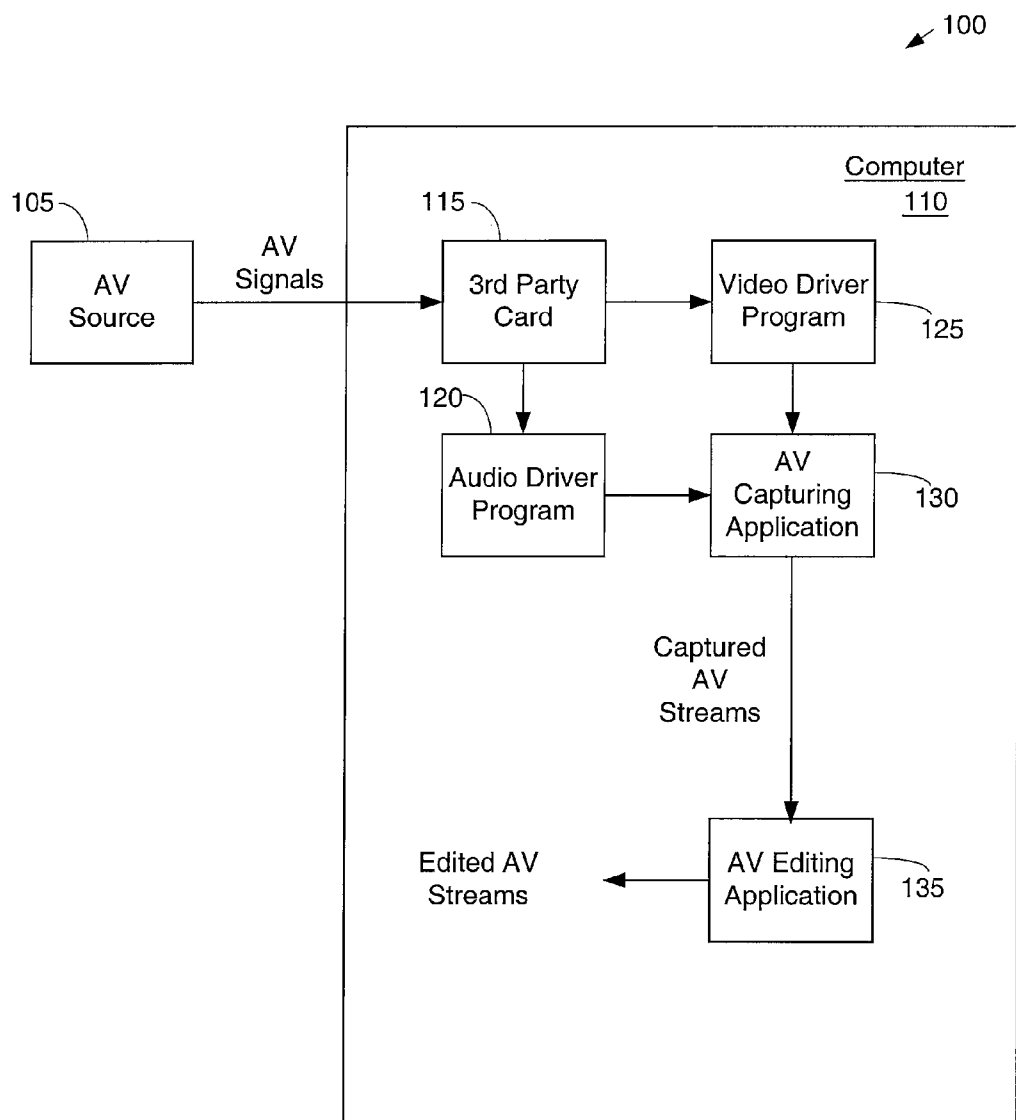 100
Computer
110
105
AV
Source
AV
Signals
115
3rd Party
Card
Video Driver
Program
125
120
Audio Driver
Program
AV
Capturing
Application
130
Captured
AV
Streams
Edited AV
Streams
AV Editing
Application
135